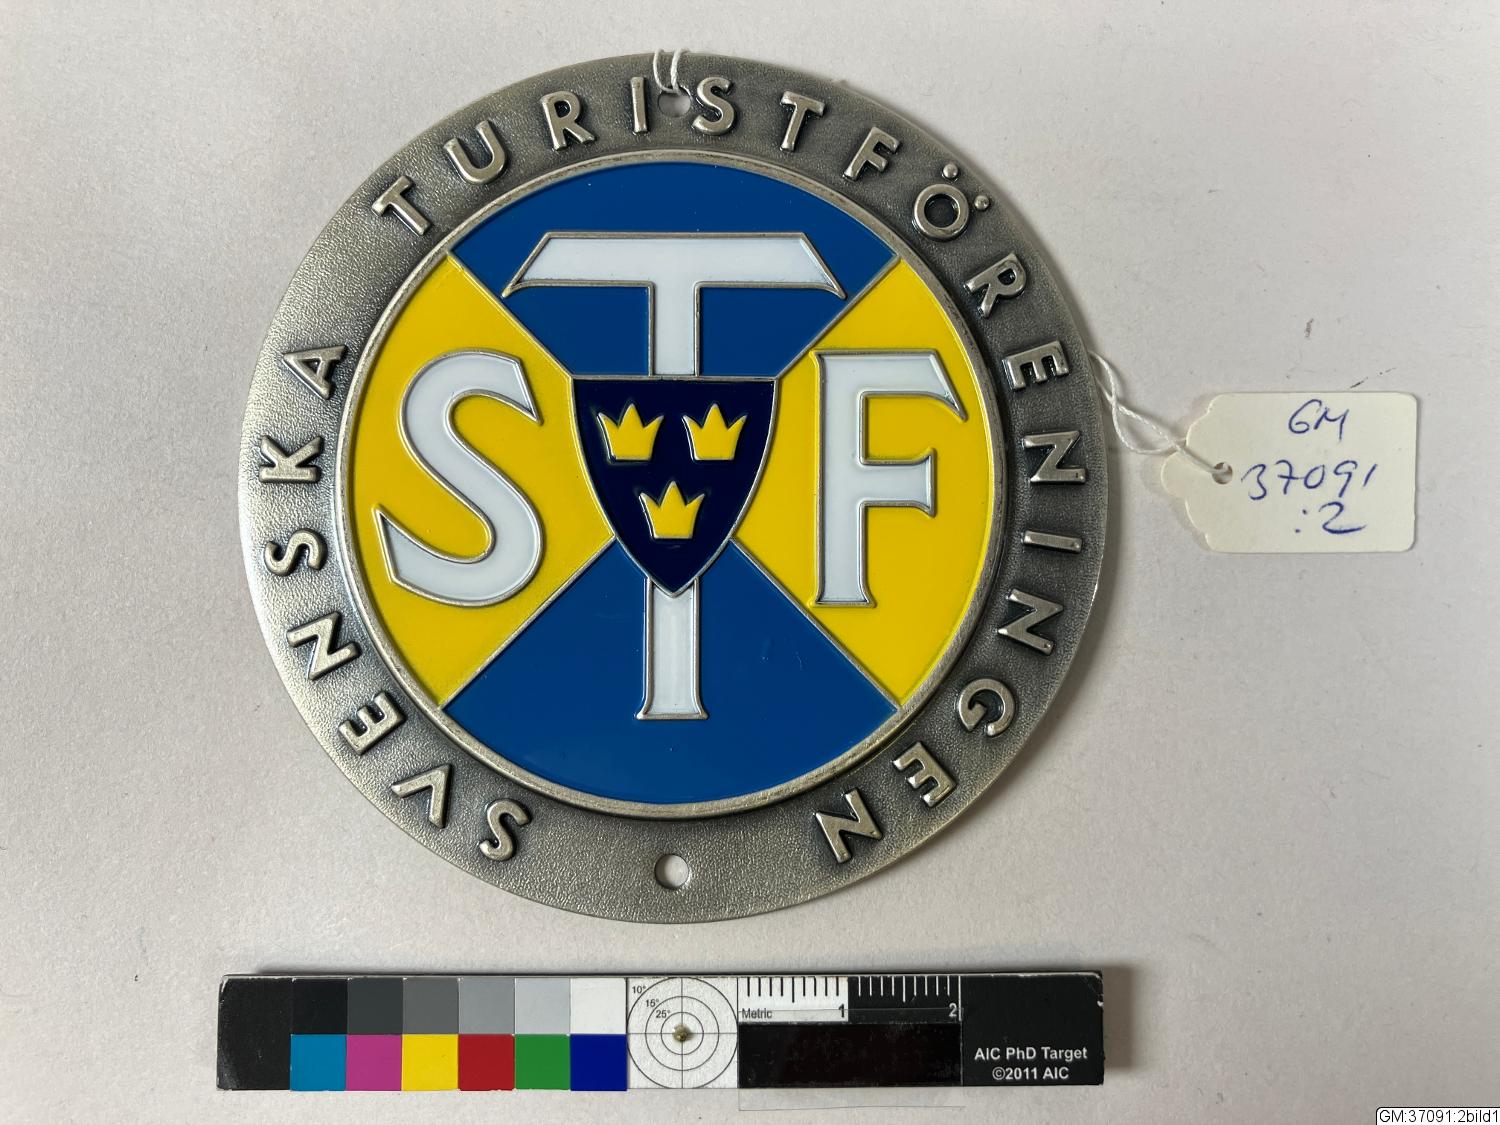 SVENSKA TURISTFÖRENINGEN
STF
GM
37091
:2
10°
15°
25°
Metric 1 2
AIC PhD Target
©2011 AIC
GM:37091:2bild1